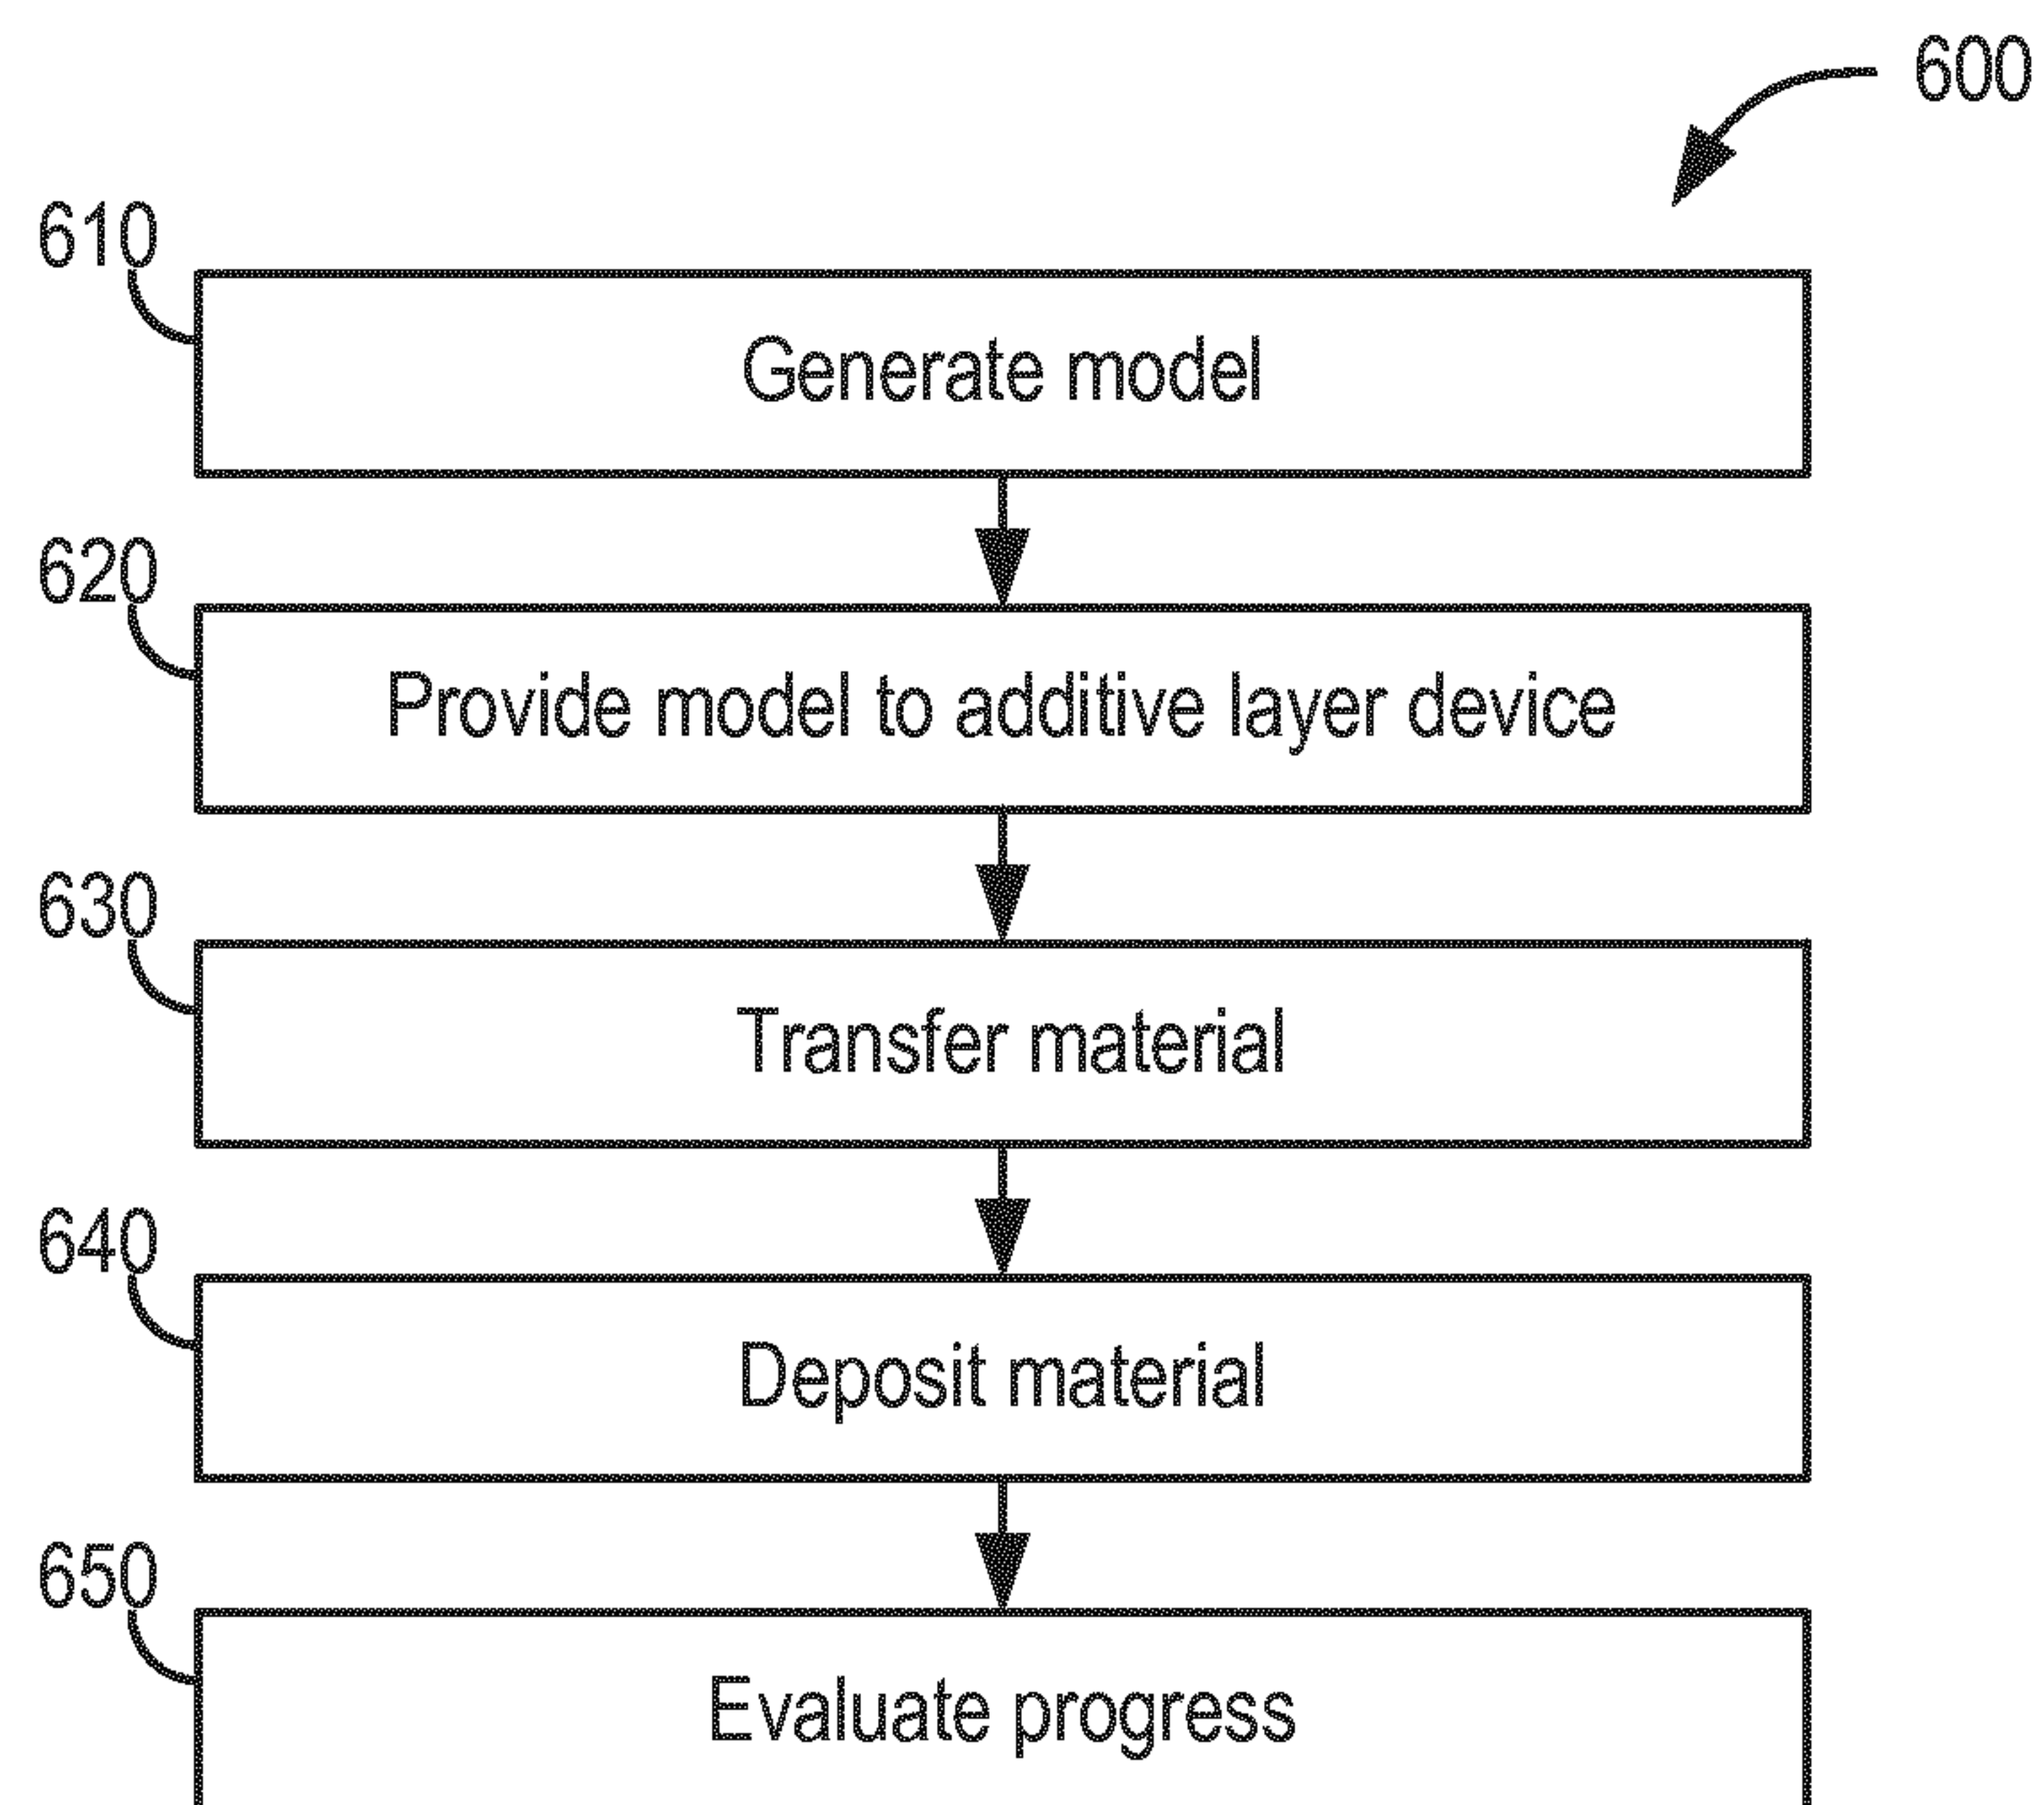 600
610
Generate model
620
Provide model to additive layer device
630
Transfer material
640
Deposit material
650
Evaluate progress